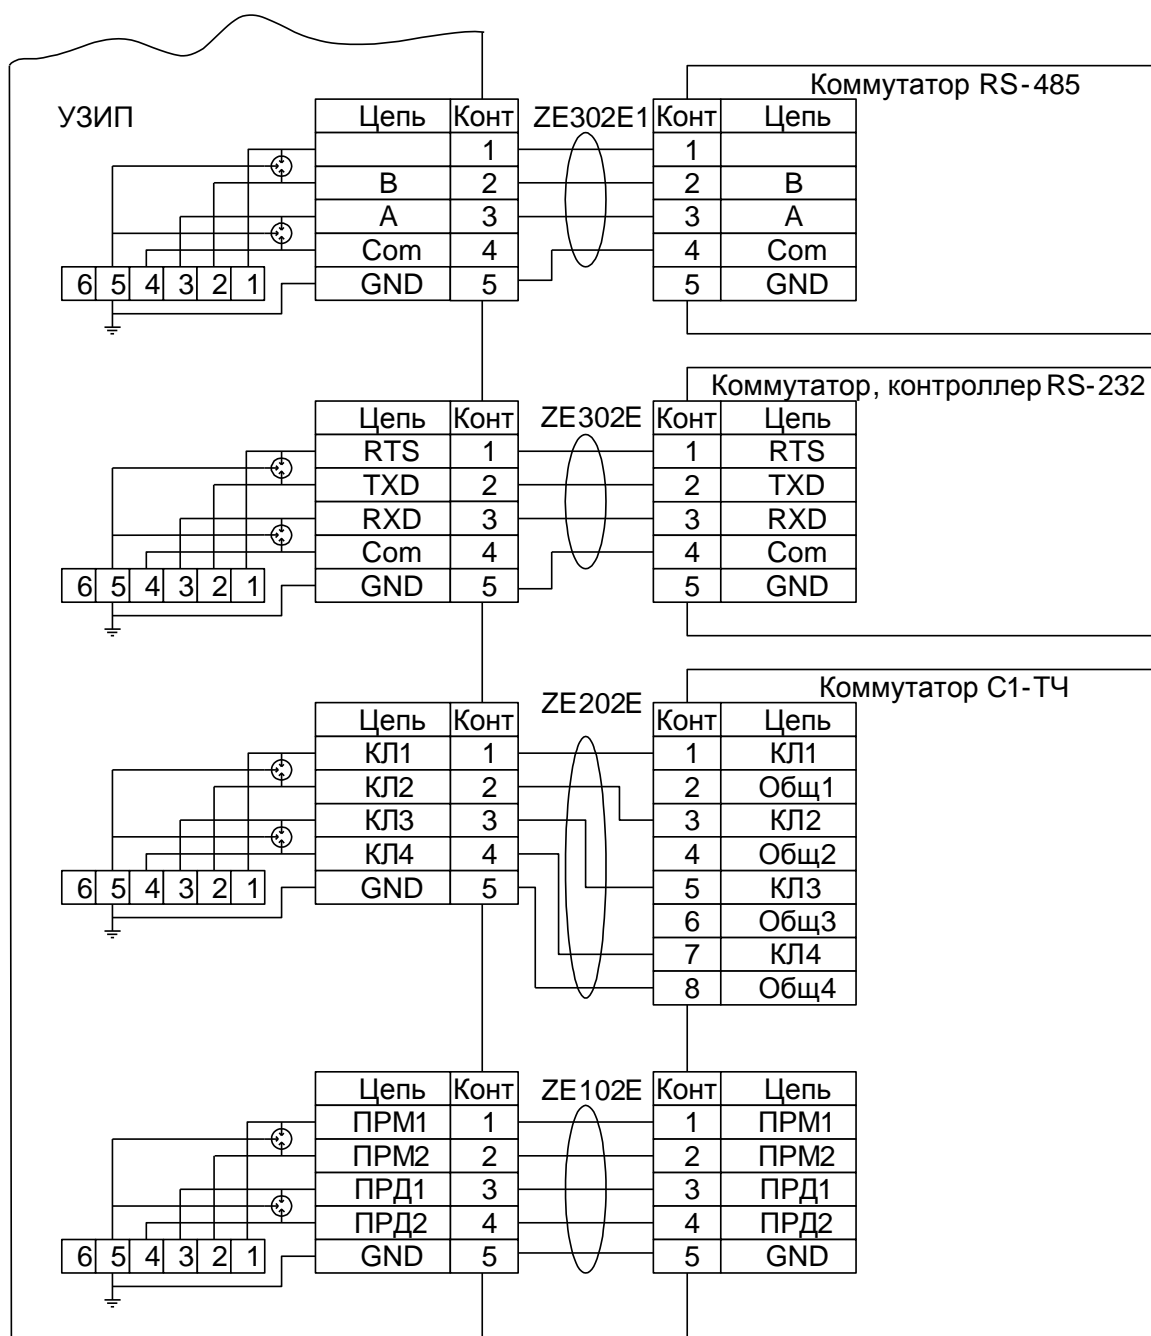 Коммутатор RS-485
УЗИП
Цепь Конт ZE302E1 Конт Цепь
1 1
B 2 2 B
A 3 3 A
Com 4 4 Com
6 5 4 3 2 1 GND 5 5 GND
Коммутатор, контроллер RS-232
Цепь Конт ZE302E Конт Цепь
RTS 1 1 RTS
TXD 2 2 TXD
RXD 3 3 RXD
Com 4 4 Com
6 5 4 3 2 1 GND 5 5 GND
Коммутатор С1-ТЧ
Цепь Конт ZE202E Конт Цепь
КЛ1 1 1 КЛ1
КЛ2 2 2 Общ1
КЛ3 3 3 КЛ2
КЛ4 4 4 Общ2
6 5 4 3 2 1 GND 5 5 КЛ3
6 Общ3
7 КЛ4
8 Общ4
Цепь Конт ZE102E Конт Цепь
ПРМ1 1 1 ПРМ1
ПРМ2 2 2 ПРМ2
ПРД1 3 3 ПРД1
ПРД2 4 4 ПРД2
6 5 4 3 2 1 GND 5 5 GND